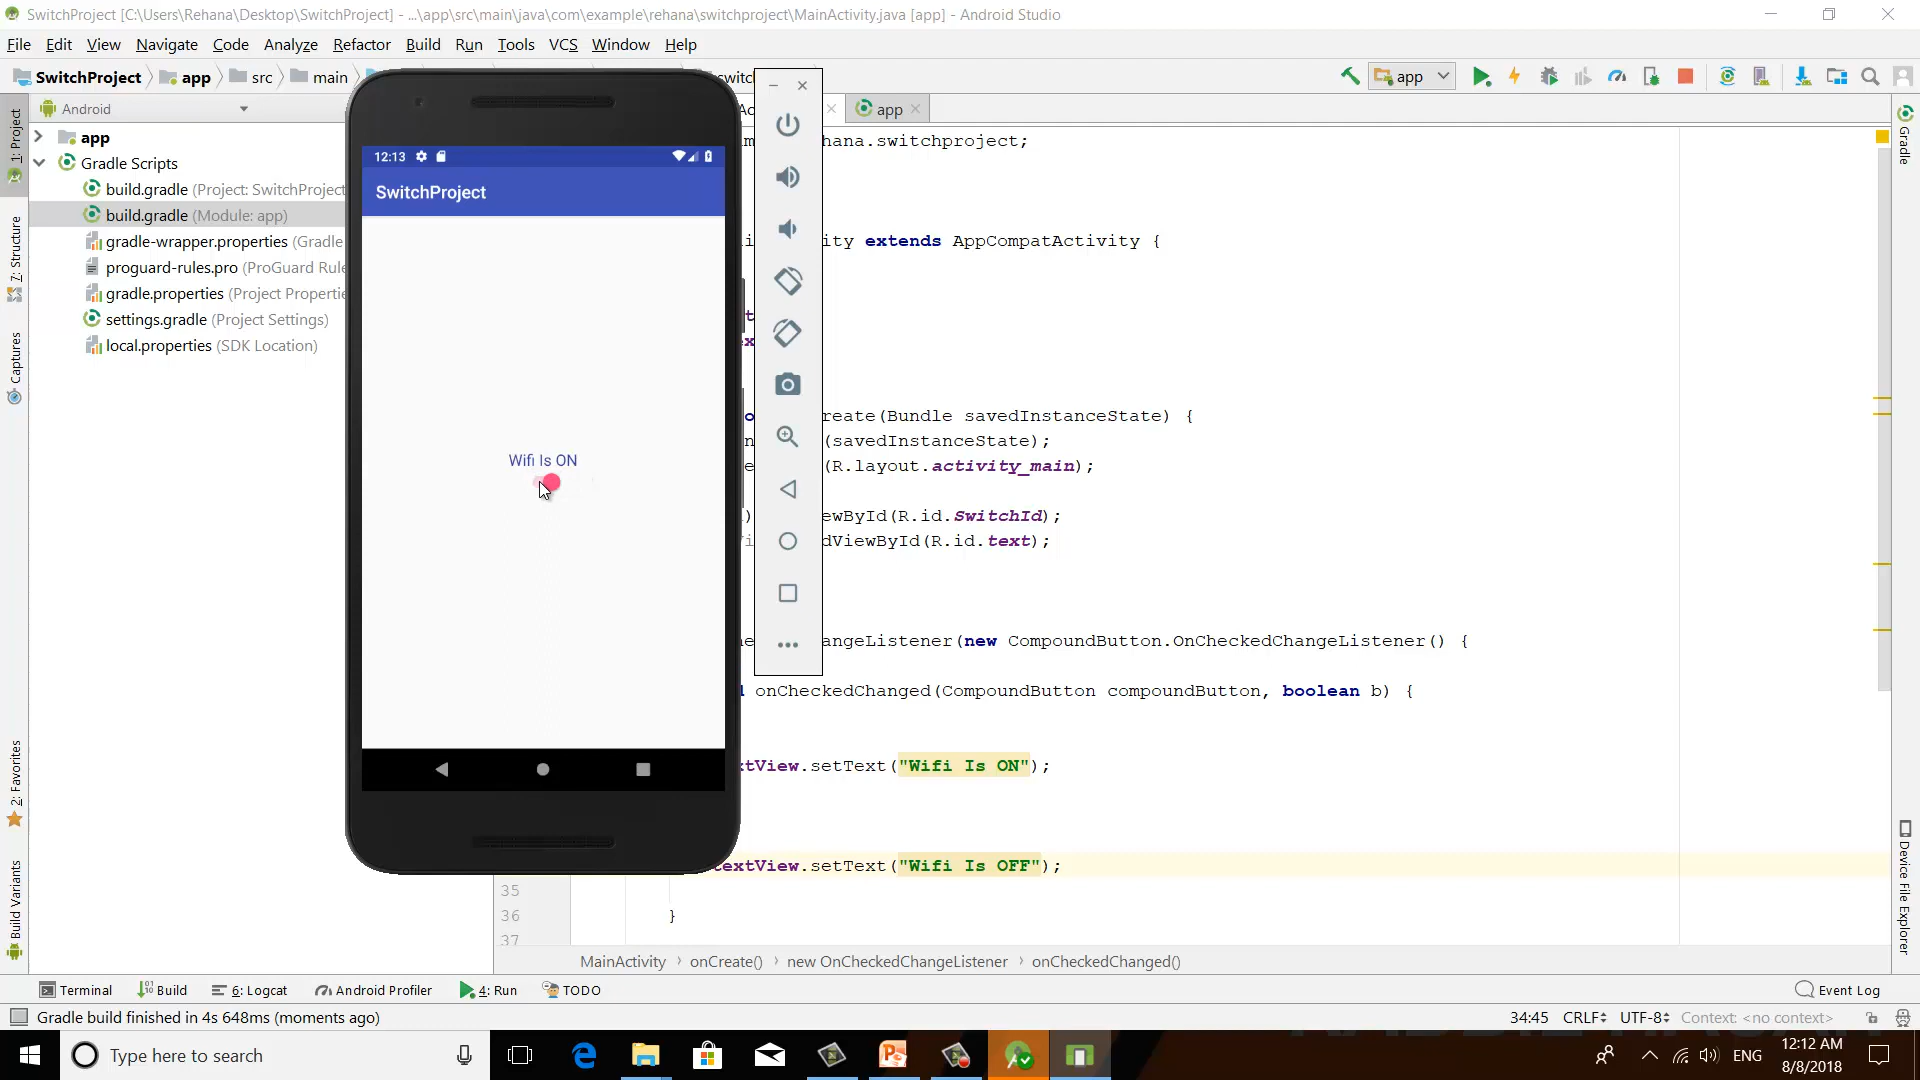 SwitchProject [C:\Users\Rehana\Desktop\SwitchProject] - ...\app\src\main\java\com\example\rehana\switchproject\MainActivity.java [app] - Android Studio
File Edit View Navigate Code Analyze Refactor Build Run Tools VCS Window Help
SwitchProject app src main switc app
Android app
1: Project
7: Structure
Captures
2: Favorites
Build Variants
app
Gradle Scripts
build.gradle (Project: SwitchProject
build.gradle (Module: app)
gradle-wrapper.properties (Gradle
proguard-rules.pro (ProGuard Rule
gradle.properties (Project Propertie
settings.gradle (Project Settings)
local.properties (SDK Location)
12:13
SwitchProject
Wifi Is ON
hana.switchproject;
ity extends AppCompatActivity {
reate(Bundle savedInstanceState) {
(savedInstanceState);
(R.layout.activity_main);
ewById(R.id.SwitchId);
dViewById(R.id.text);
angeListener(new CompoundButton.OnCheckedChangeListener() {
onCheckedChanged(CompoundButton compoundButton, boolean b) {
xtView.setText("Wifi Is ON");
textView.setText("Wifi Is OFF");
35
36 }
37
Gradle
Device File Explorer
MainActivity onCreate() new OnCheckedChangeListener onCheckedChanged()
Terminal Build 6: Logcat Android Profiler 4: Run TODO Event Log
Gradle build finished in 4s 648ms (moments ago) 34:45 CRLF UTF-8 Context: <no context>
Type here to search ENG 12:12 AM
8/8/2018